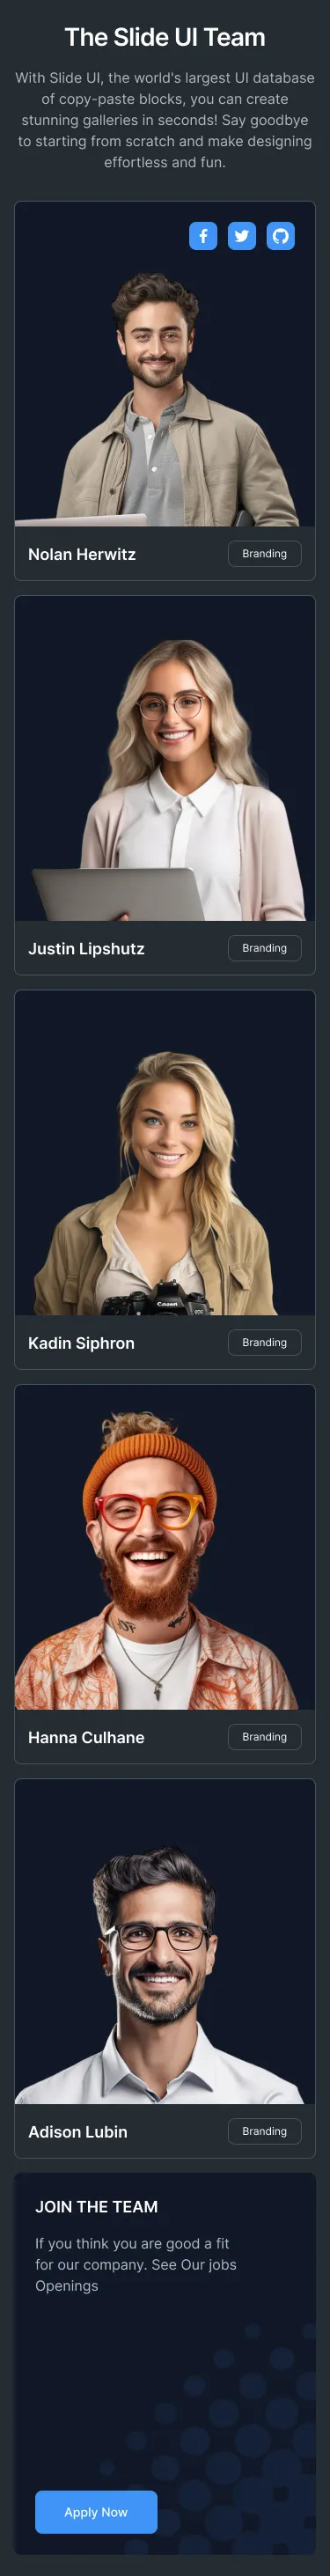 The Slide UI Team
With Slide UI, the world's largest UI database
of copy-paste blocks, you can create
stunning galleries in seconds! Say goodbye
to starting from scratch and make designing
effortless and fun.
Nolan Herwitz
Branding
Justin Lipshutz
Branding
Canon
Kadin Siphron
Branding
Hanna Culhane
Branding
Adison Lubin
Branding
JOIN THE TEAM
If you think you are good a fit
for our company. See Our jobs
Openings
Apply Now